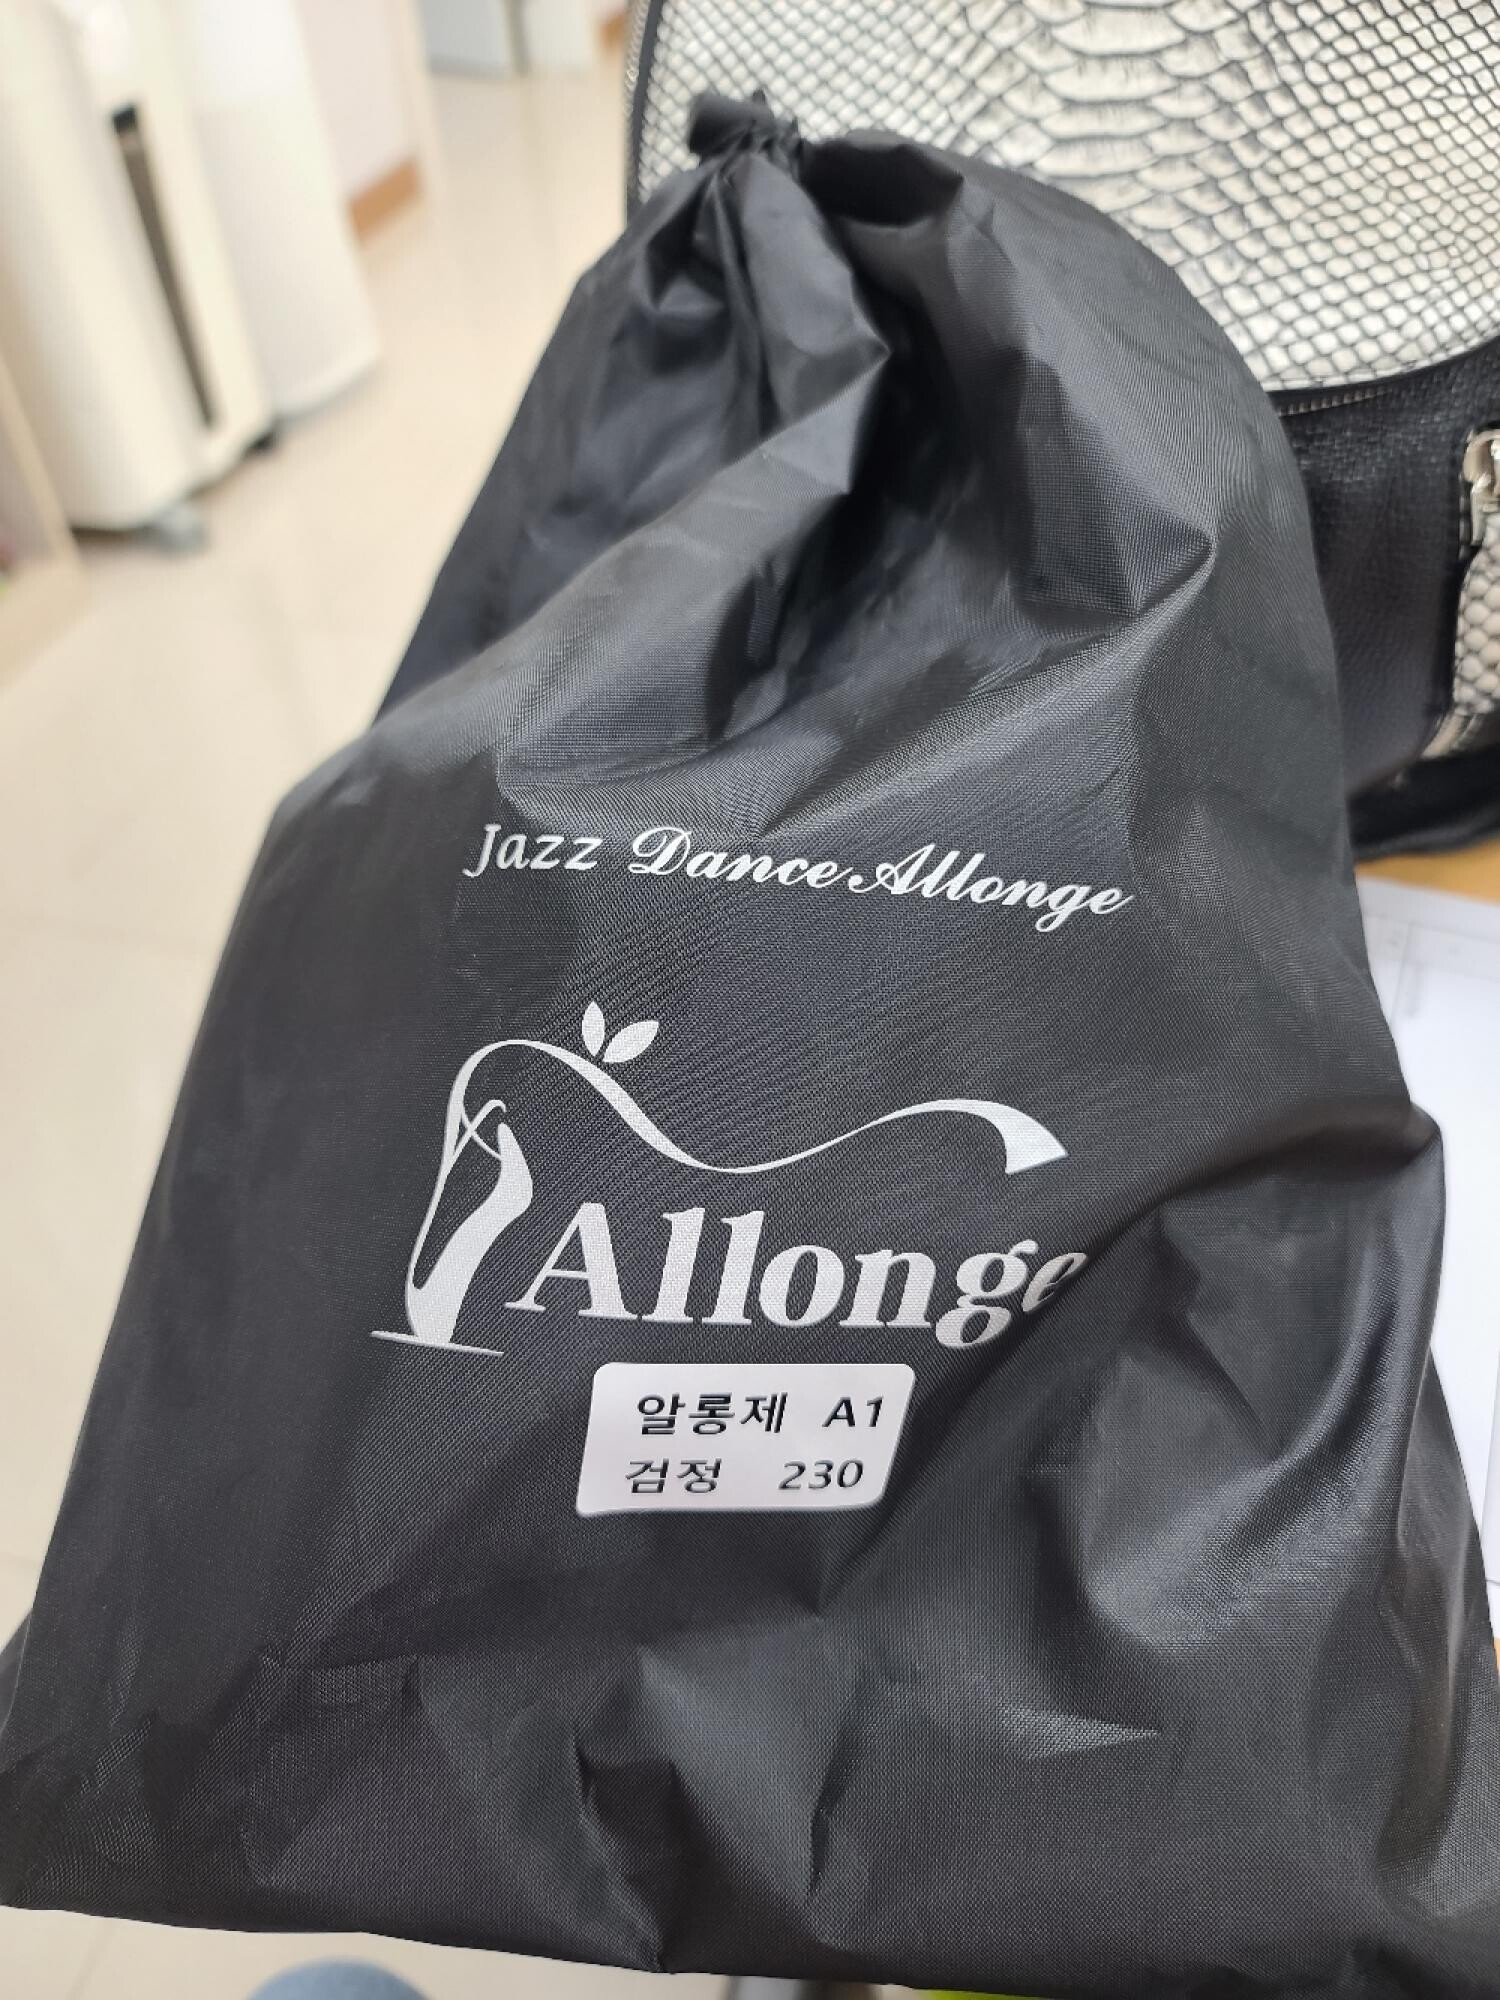 Jazz Dance Allonge
Allonge
알롱제 A1
검정 230